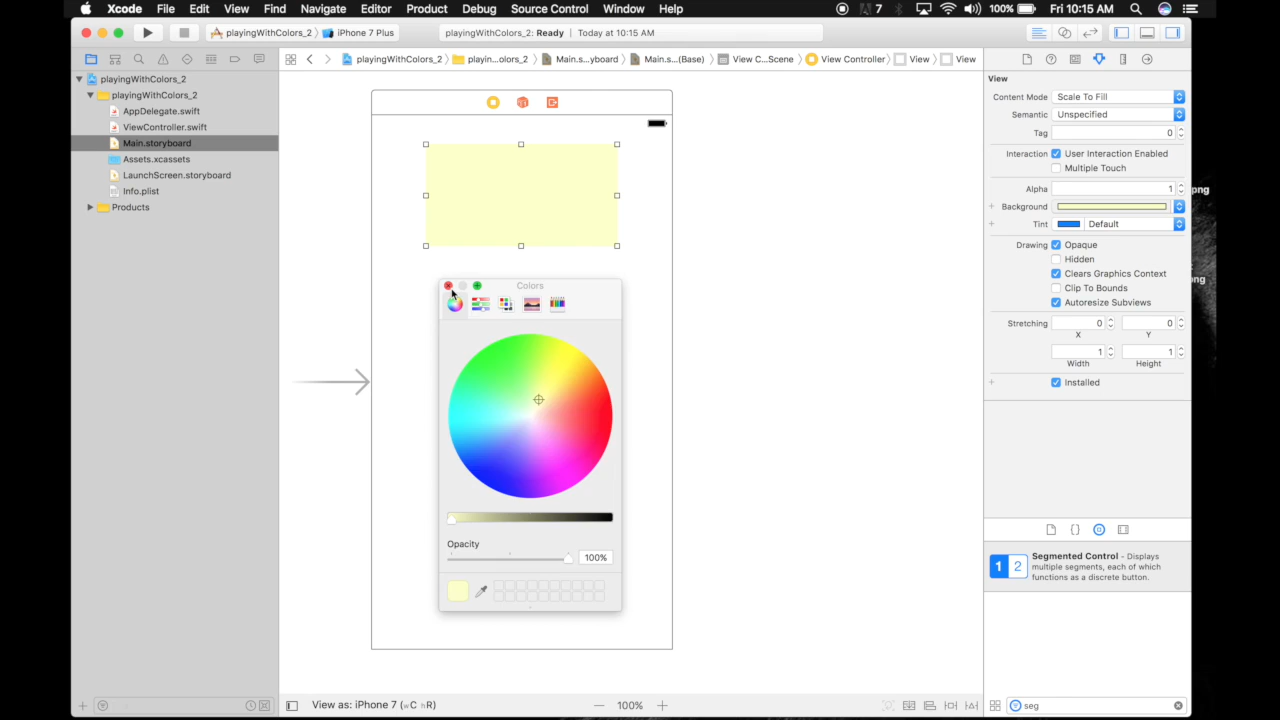 Xcode File Edit View Find Navigate Editor Product Debug Source Control Window Help 7 100% Fri 10:15 AM
playingWithColors_2 iPhone 7 Plus playingWithColors_2: Ready Today at 10:15 AM
playingWithColors_2 playin...olors_2 Main.s...yboard Main.s...(Base) View C...Scene View Controller View View
playingWithColors_2
playingWithColors_2
AppDelegate.swift
ViewController.swift
Main.storyboard
Assets.xcassets
LaunchScreen.storyboard
Info.plist
Products
Colors
Opacity
100%
View
Content Mode Scale To Fill
Semantic Unspecified
Tag 0
Interaction User Interaction Enabled
Multiple Touch
Alpha 1
Background
Tint Default
Drawing Opaque
Hidden
Clears Graphics Context
Clip To Bounds
Autoresize Subviews
Stretching 0 0
X Y
1 1
Width Height
Installed
png
png
1 2
Segmented Control - Displays
multiple segments, each of which
functions as a discrete button.
View as: iPhone 7 (wC hR) 100% seg